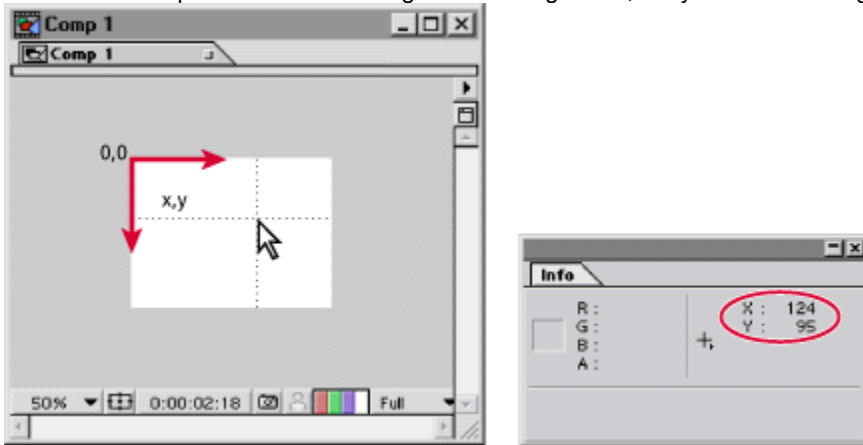 Comp 1
Comp 1
0,0
x,y
50% 0:00:02:18 Full
Info
R :
G :
B :
A :
X : 124
Y : 95